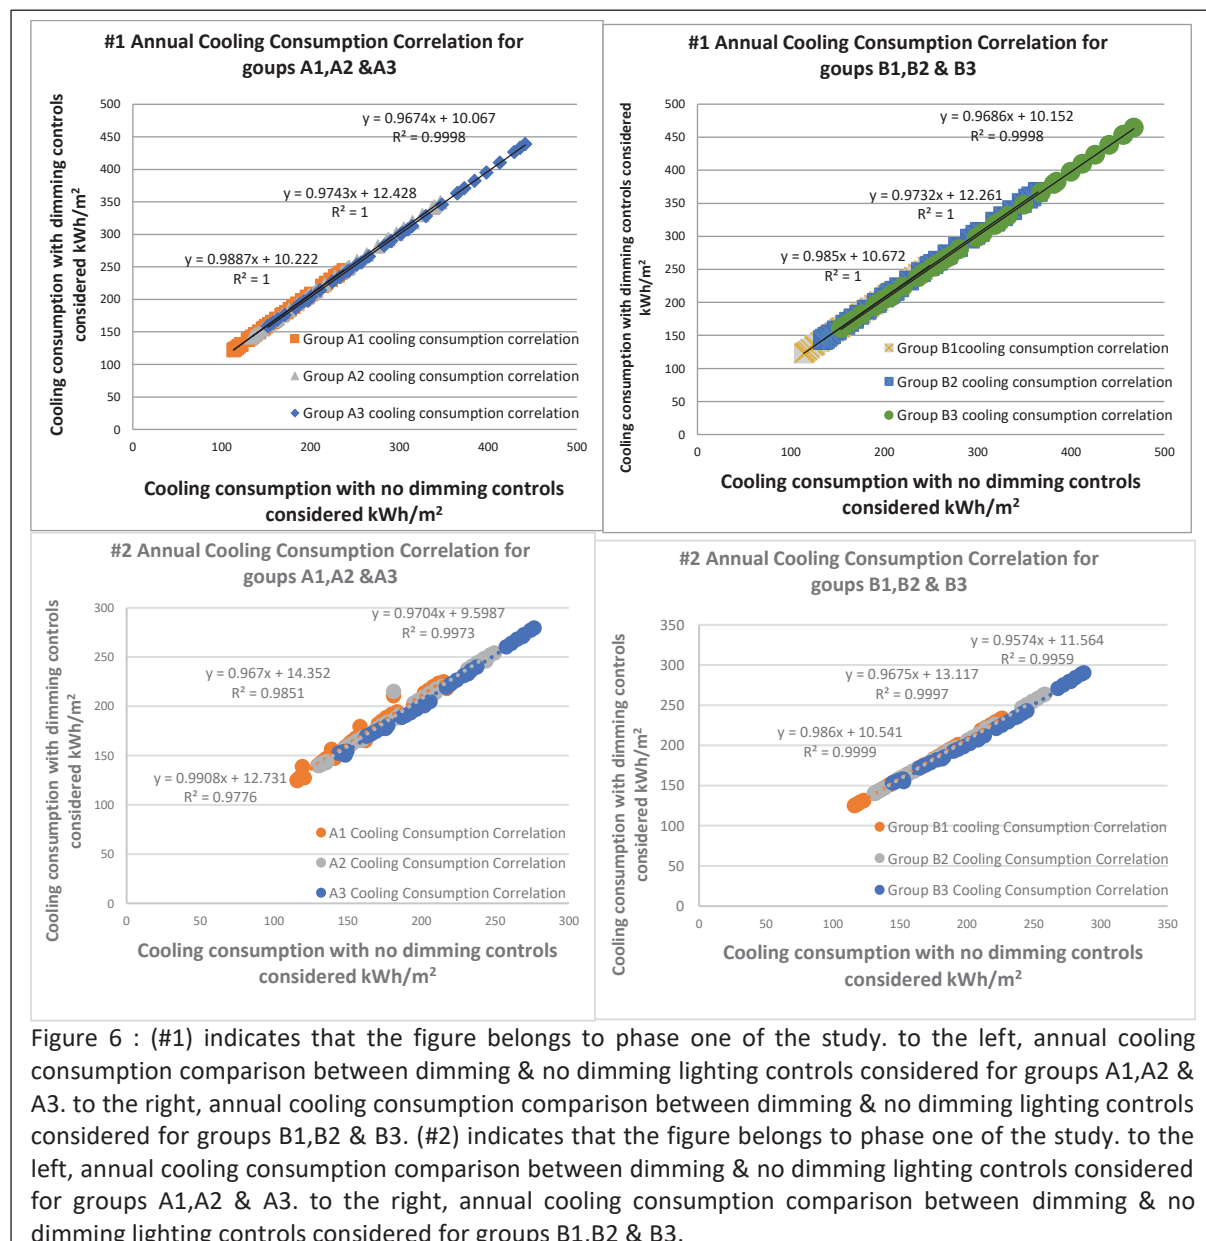 #1 Annual Cooling Consumption Correlation for
goups A1,A2 &A3
Cooling consumption with dimming controls
considered kWh/m²
500
450
400
350
300
250
200
150
100
50
0
y = 0.9674x + 10.067
R² = 0.9998
y = 0.9743x + 12.428
R² = 1
y = 0.9887x + 10.222
R² = 1
Group A1 cooling consumption correlation
Group A2 cooling consumption correlation
Group A3 cooling consumption correlation
0 100 200 300 400 500
Cooling consumption with no dimming controls
considered kWh/m²
#1 Annual Cooling Consumption Correlation for
goups B1,B2 & B3
Cooling consumption with dimming controls considered
kWh/m²
500
450
400
350
300
250
200
150
100
50
0
y = 0.9686x + 10.152
R² = 0.9998
y = 0.9732x + 12.261
R² = 1
y = 0.985x + 10.672
R² = 1
Group B1cooling consumption correlation
Group B2 cooling consumption correlation
Group B3 cooling consumption correlation
0 100 200 300 400 500
Cooling consumption with no dimming controls
considered kWh/m²
#2 Annual Cooling Consumption Correlation for
goups A1,A2 &A3
Cooling consumption with dimming controls
considered kWh/m²
300
250
200
150
100
50
0
y = 0.9704x + 9.5987
R² = 0.9973
y = 0.967x + 14.352
R² = 0.9851
y = 0.9908x + 12.731
R² = 0.9776
A1 Cooling Consumption Correlation
A2 Cooling Consumption Correlation
A3 Cooling Consumption Correlation
0 50 100 150 200 250 300
Cooling consumption with no dimming controls
considered kWh/m²
#2 Annual Cooling Consumption Correlation for
goups B1,B2 & B3
Cooling consumption with dimming controls
considered kWh/m²
350
300
250
200
150
100
50
0
y = 0.9574x + 11.564
R² = 0.9959
y = 0.9675x + 13.117
R² = 0.9997
y = 0.986x + 10.541
R² = 0.9999
Group B1 cooling Consumption Correlation
Group B2 Cooling Consumption Correlation
Group B3 Cooling Consumption Correlation
0 50 100 150 200 250 300 350
Cooling consumption with no dimming controls
considered kWh/m²
Figure 6 : (#1) indicates that the figure belongs to phase one of the study. to the left, annual cooling
consumption comparison between dimming & no dimming lighting controls considered for groups A1,A2 &
A3. to the right, annual cooling consumption comparison between dimming & no dimming lighting controls
considered for groups B1,B2 & B3. (#2) indicates that the figure belongs to phase one of the study. to the
left, annual cooling consumption comparison between dimming & no dimming lighting controls considered
for groups A1,A2 & A3. to the right, annual cooling consumption comparison between dimming & no
dimming lighting controls considered for groups B1,B2 & B3.